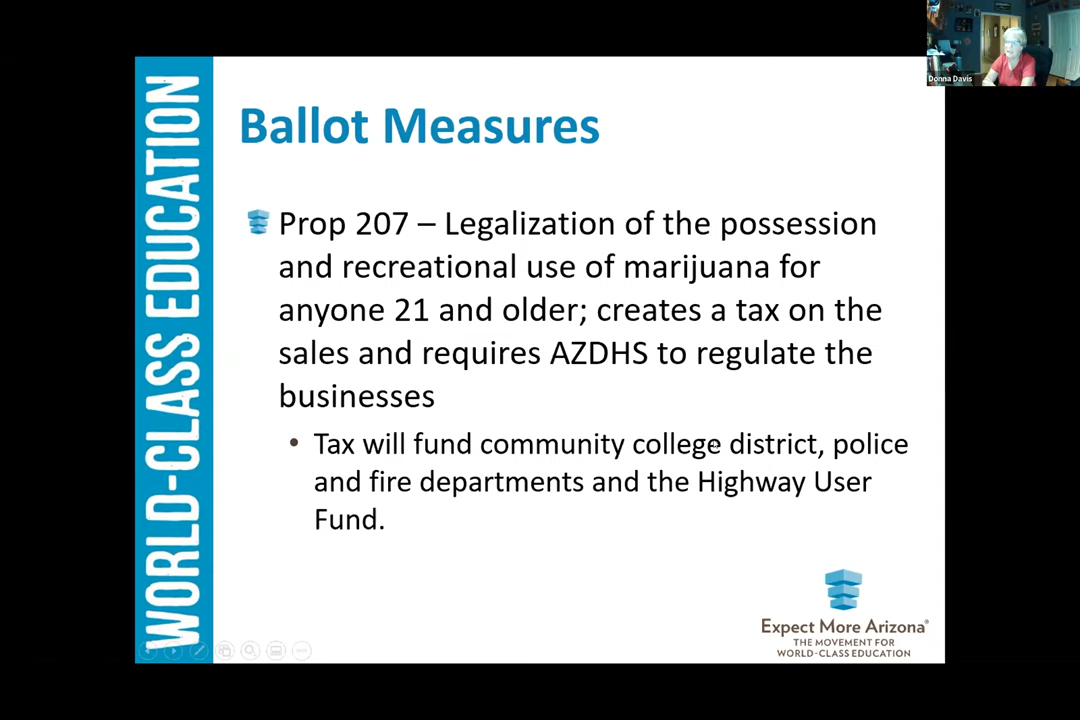 Donna Davis
WORLD-CLASS EDUCATION
Ballot Measures
Prop 207 – Legalization of the possession
and recreational use of marijuana for
anyone 21 and older; creates a tax on the
sales and requires AZDHS to regulate the
businesses
• Tax will fund community college district, police
and fire departments and the Highway User
Fund.
Expect More Arizona®
THE MOVEMENT FOR
WORLD-CLASS EDUCATION